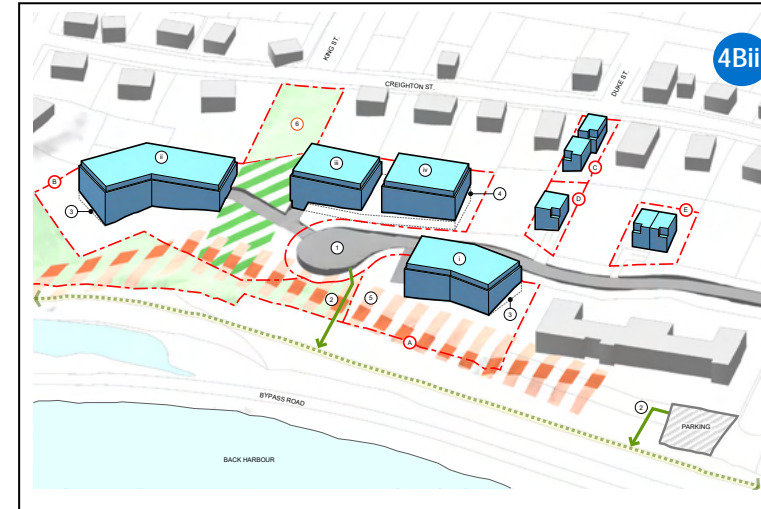 4Bii
KING ST.
DUKE ST.
CREIGHTON ST.
6
ii
iii
iv
B
C
4
3
D
E
1
i
2
5
3
A
2
BYPASS ROAD
PARKING
BACK HARBOUR